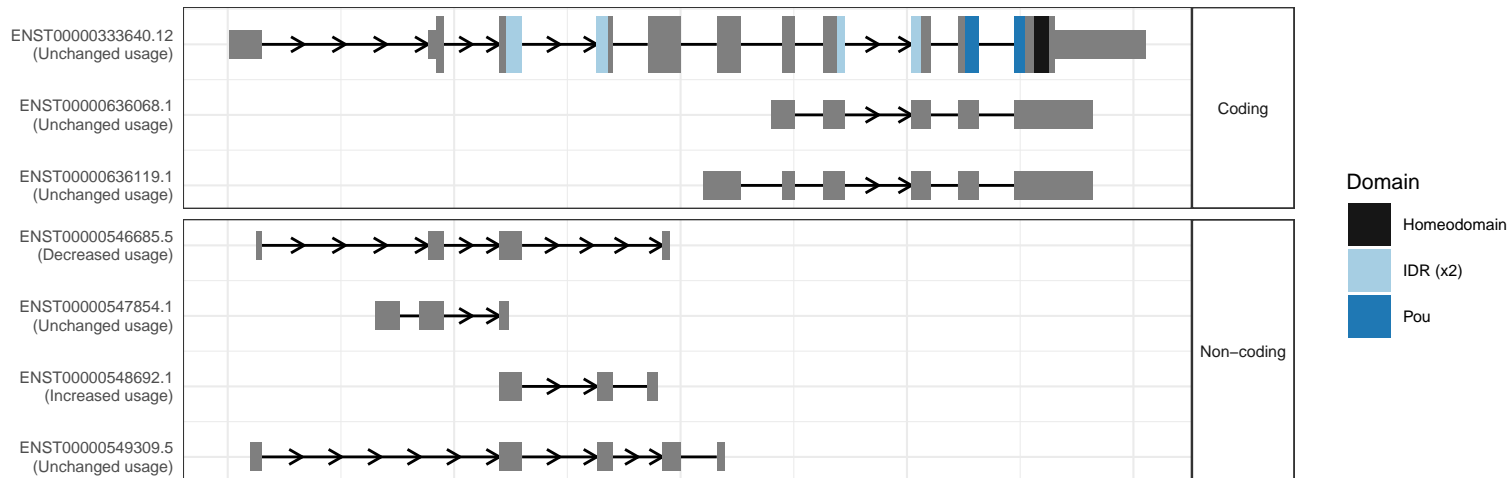 ENST00000333640.12
(Unchanged usage)
ENST00000636068.1
(Unchanged usage)
ENST00000636119.1
(Unchanged usage)
Coding
ENST00000546685.5
(Decreased usage)
ENST00000547854.1
(Unchanged usage)
ENST00000548692.1
(Increased usage)
ENST00000549309.5
(Unchanged usage)
Non−coding
Domain
Homeodomain
IDR (x2)
Pou